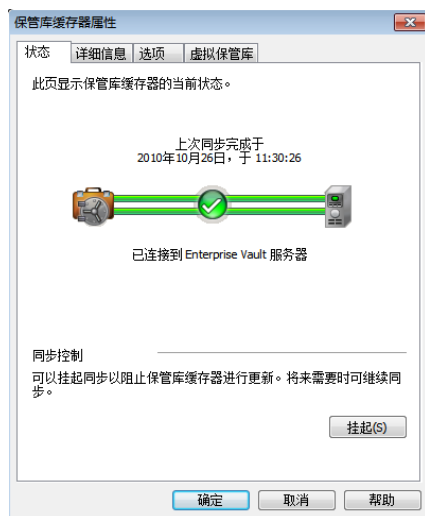 保管库缓存器属性
状态 详细信息 选项 虚拟保管库
此页显示保管库缓存器的当前状态。
上次同步完成于
2010年10月26日，于 11:30:26
已连接到 Enterprise Vault 服务器
同步控制
可以挂起同步以阻止保管库缓存器进行更新。将来需要时可继续同
步。
挂起(S)
确定 取消 帮助